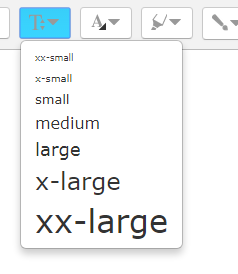 T
A
xx-small
x-small
small
medium
large
x-large
xx-large